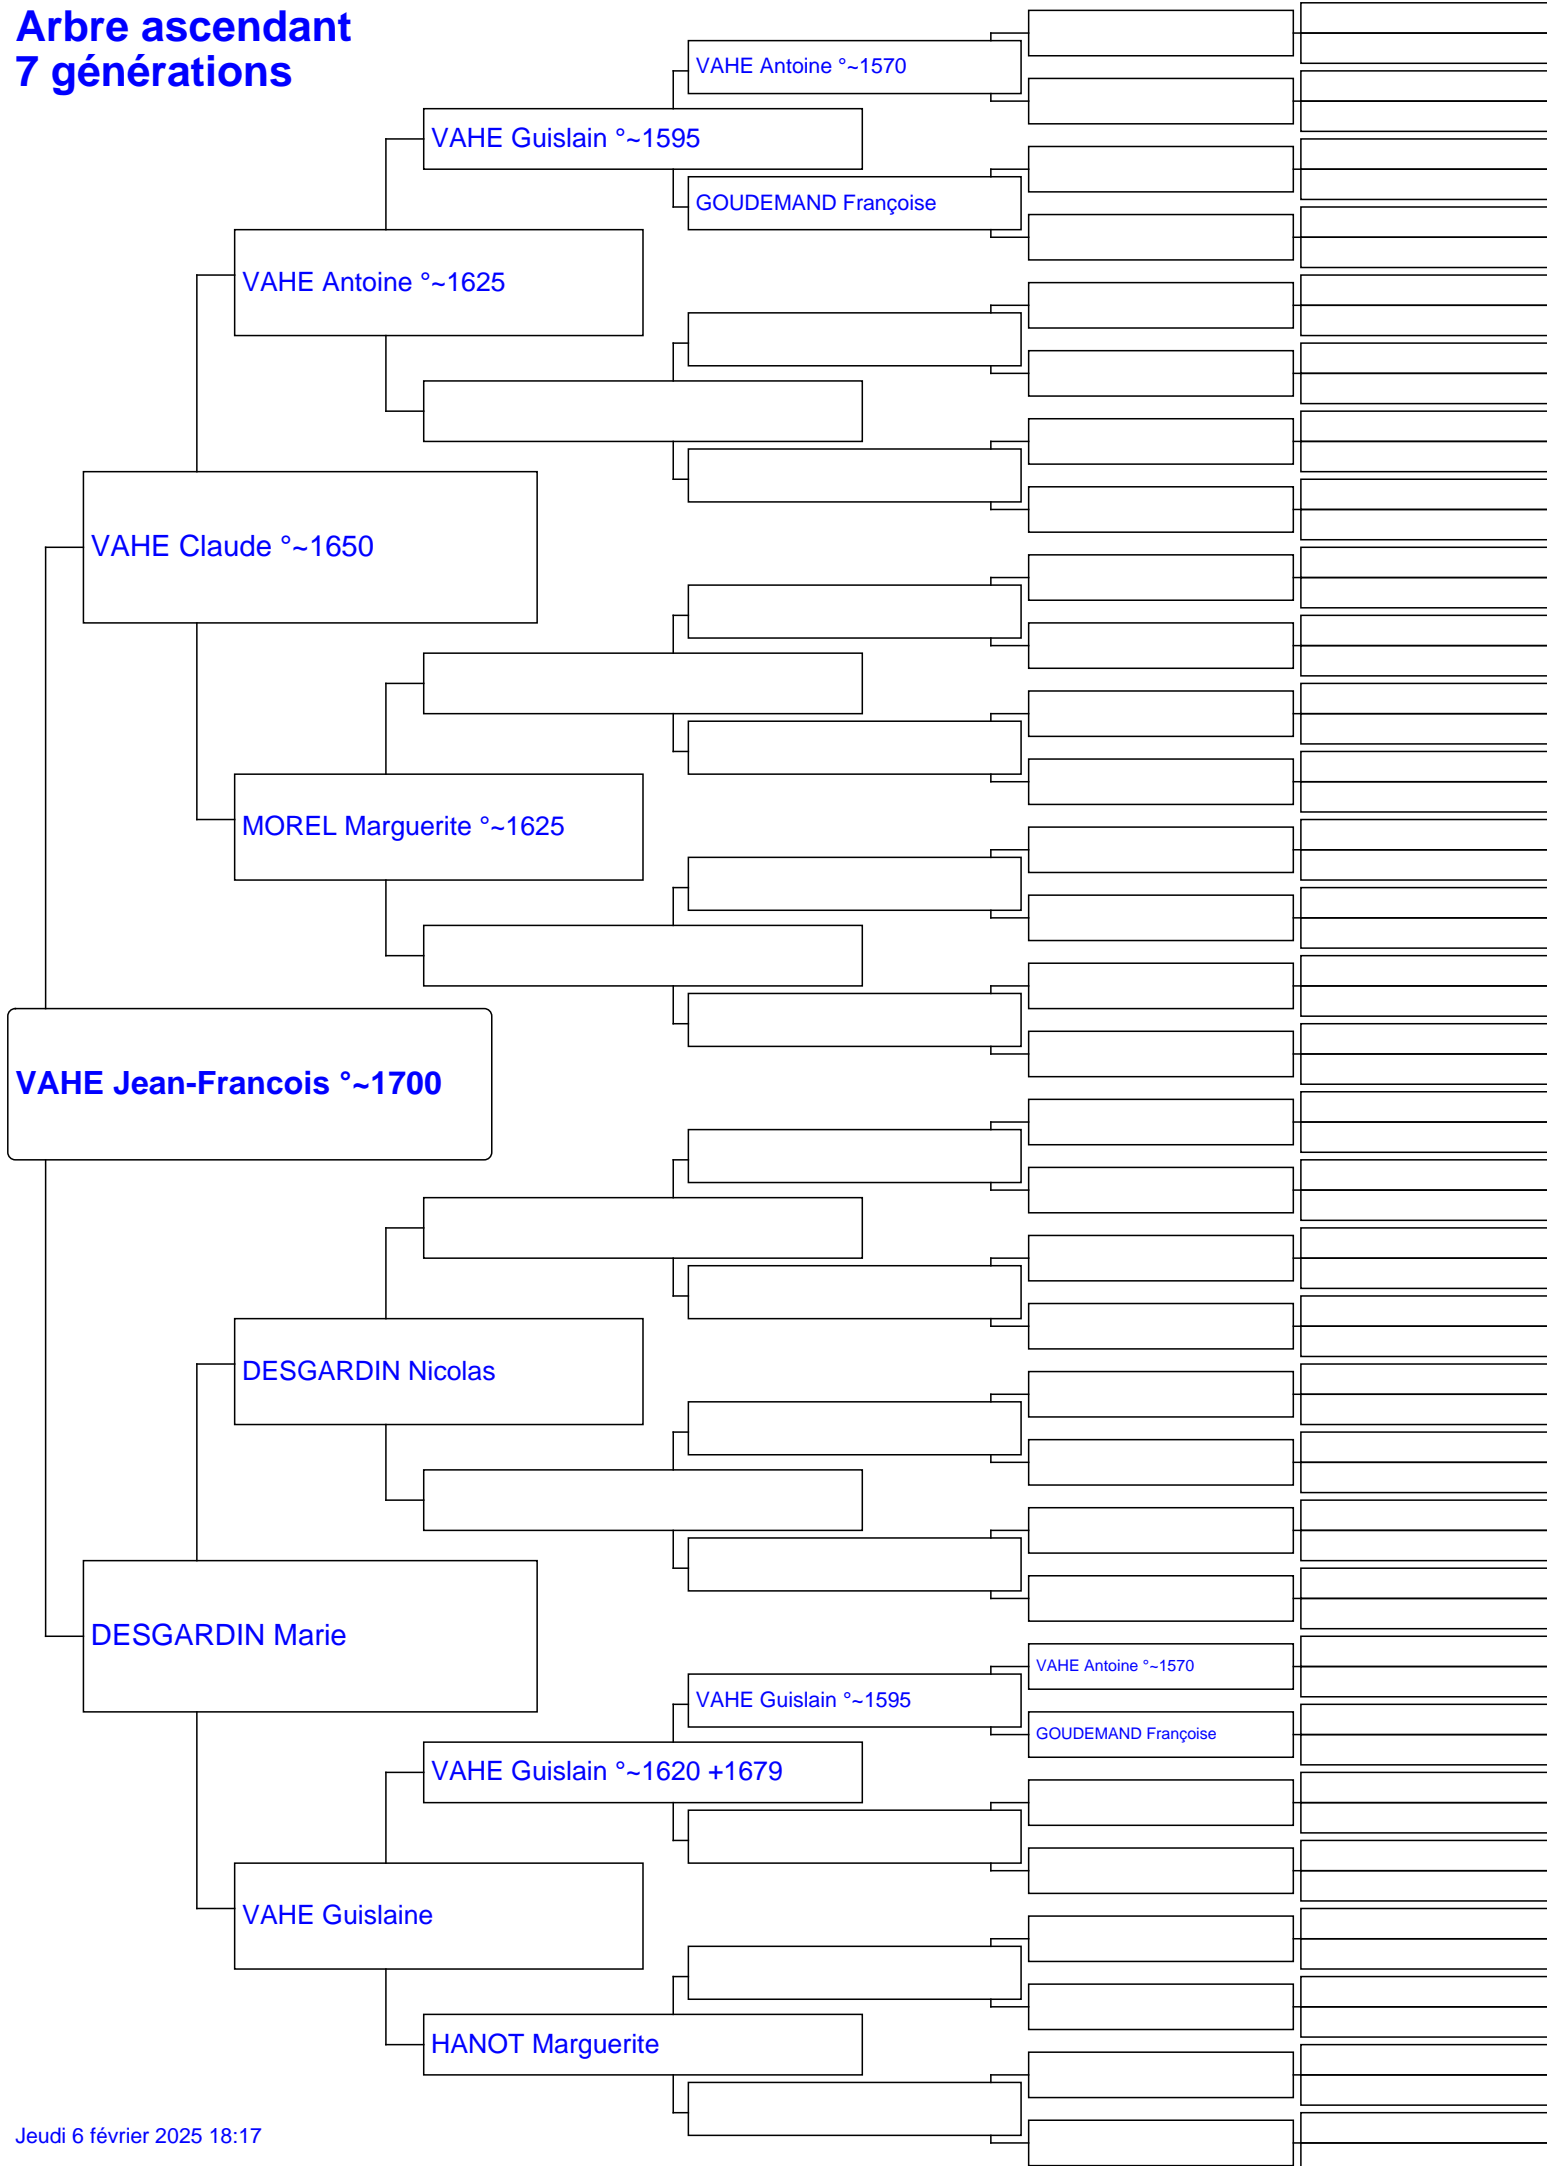 Arbre ascendant
7 générations
VAHE Antoine °~1570
VAHE Guislain °~1595
GOUDEMAND Françoise
VAHE Antoine °~1625
VAHE Claude °~1650
MOREL Marguerite °~1625
VAHE Jean-Francois °~1700
DESGARDIN Nicolas
DESGARDIN Marie
VAHE Antoine °~1570
VAHE Guislain °~1595
GOUDEMAND Françoise
VAHE Guislain °~1620 +1679
VAHE Guislaine
HANOT Marguerite
Jeudi 6 février 2025 18:17